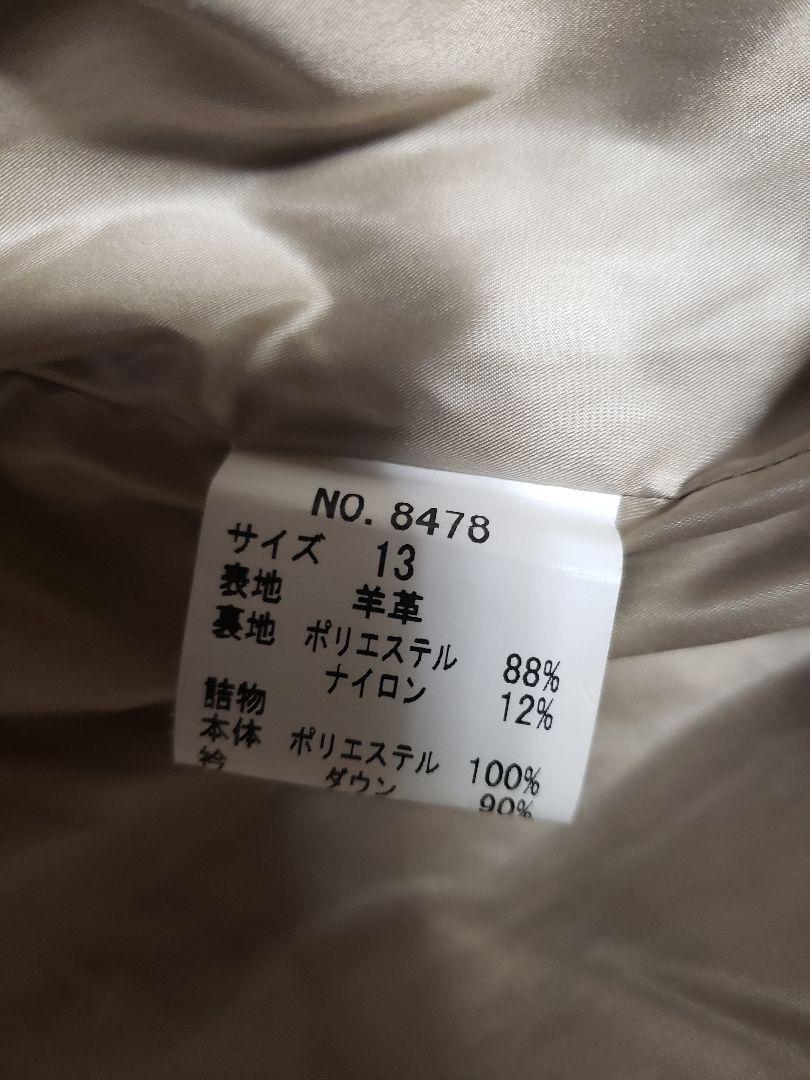 NO. 8478
サイズ 13
表地 羊革
裏地 ポリエステル 88%
ナイロン 12%
詰物
本体 ポリエステル 100%
衿 ダウン 90%